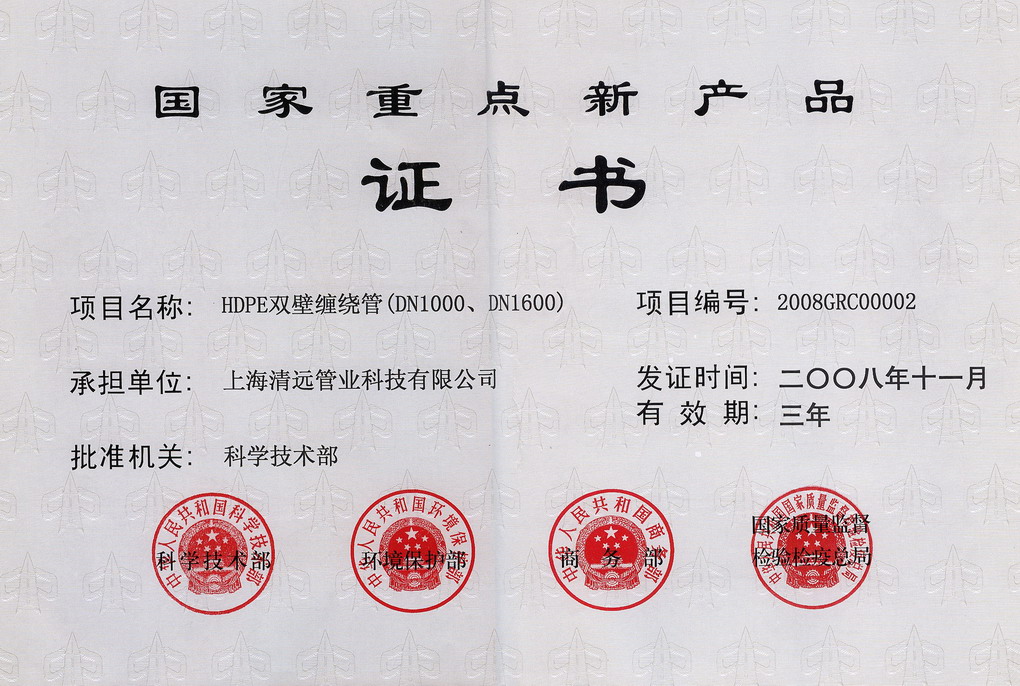 国家重点新产品
证书
项目名称: HDPE双壁缠绕管(DN1000、DN1600)
项目编号: 2008GRC00002
承担单位: 上海清远管业科技有限公司
发证时间: 二〇〇八年十一月
有效期: 三年
批准机关: 科学技术部
中华人民共和国科学技术部
科学技术部
中华人民共和国环境保护部
环境保护部
中华人民共和国商务部
商务部
国家质量监督
检验检疫总局